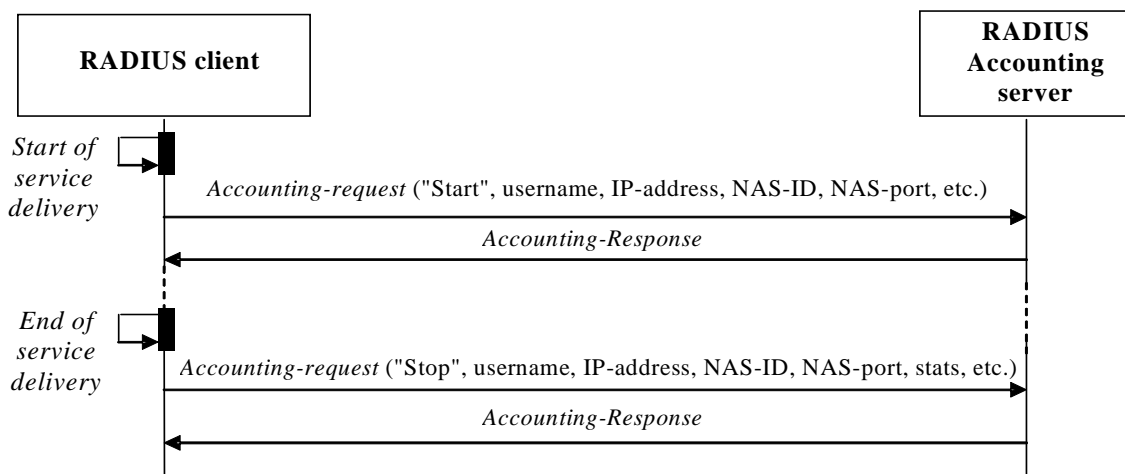 RADIUS client
RADIUS
Accounting
server
Start of
service
delivery
Accounting-request ("Start", username, IP-address, NAS-ID, NAS-port, etc.)
Accounting-Response
End of
service
delivery
Accounting-request ("Stop", username, IP-address, NAS-ID, NAS-port, stats, etc.)
Accounting-Response